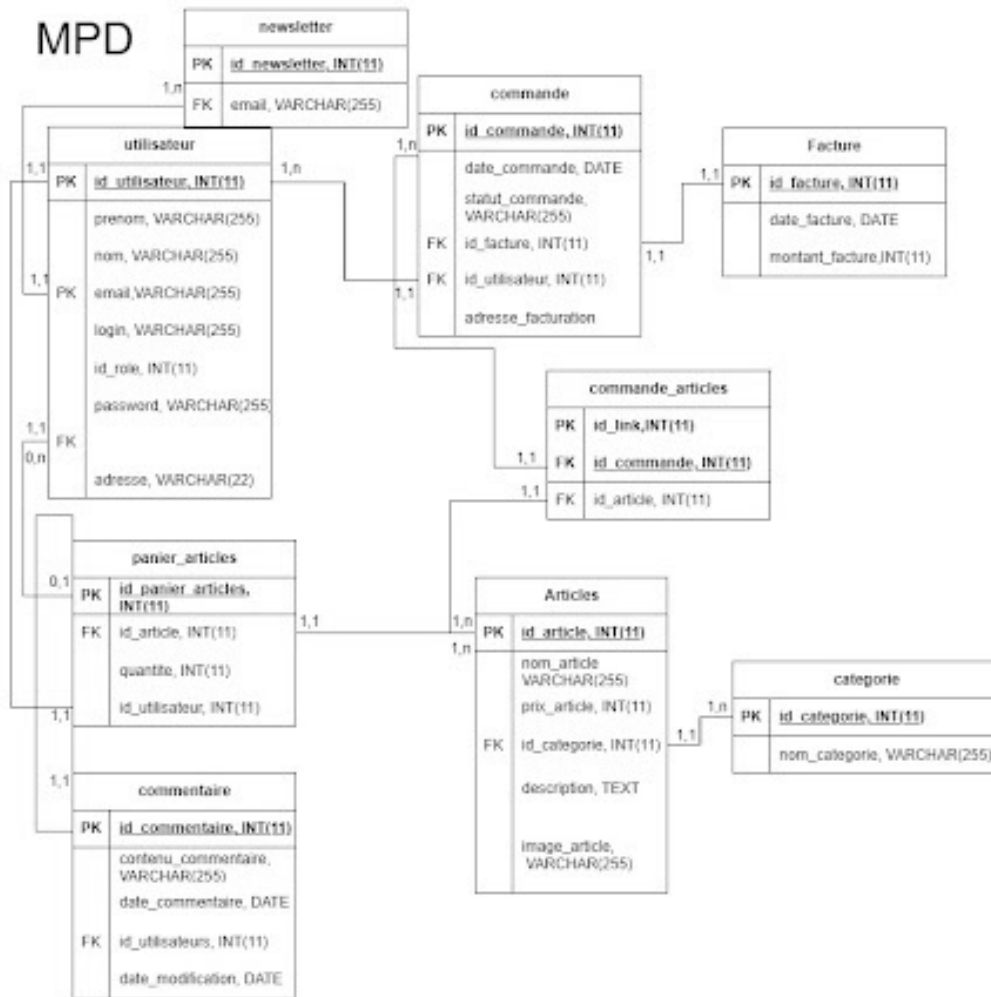 MPD
newsletter
PK id_newsletter, INT(11)
FK email, VARCHAR(255)
1,n
utilisateur
1,1
1,n
PK id_utilisateur, INT(11)
prenom, VARCHAR(255)
nom, VARCHAR(255)
1,1
PK email,VARCHAR(255)
login, VARCHAR(255)
id_role, INT(11)
password, VARCHAR(255)
1,1
FK
0,n
adresse, VARCHAR(22)
commande
1,n
PK id_commande, INT(11)
date_commande, DATE
statut_commande,
VARCHAR(255)
FK id_facture, INT(11)
1,1
FK id_utilisateur, INT(11)
1,1
adresse_facturation
Facture
1,1
PK id_facture, INT(11)
date_facture, DATE
montant_facture,INT(11)
commande_articles
PK id_link,INT(11)
1,1
FK id_commande, INT(11)
1,1
FK id_article, INT(11)
panier_articles
0,1
PK id_panier_articles,
INT(11)
FK id_article, INT(11)
1,1
quantite, INT(11)
id_utilisateur, INT(11)
1,1
Articles
1,n
PK id_article, INT(11)
1,n
nom_article
VARCHAR(255)
prix_article, INT(11)
FK id_categorie, INT(11)
1,1
description, TEXT
image_article,
VARCHAR(255)
categorie
1,n
PK id_categorie, INT(11)
nom_categorie, VARCHAR(255)
1,1
commentaire
PK id_commentaire, INT(11)
contenu_commentaire,
VARCHAR(255)
date_commentaire, DATE
FK id_utilisateurs, INT(11)
date_modification, DATE